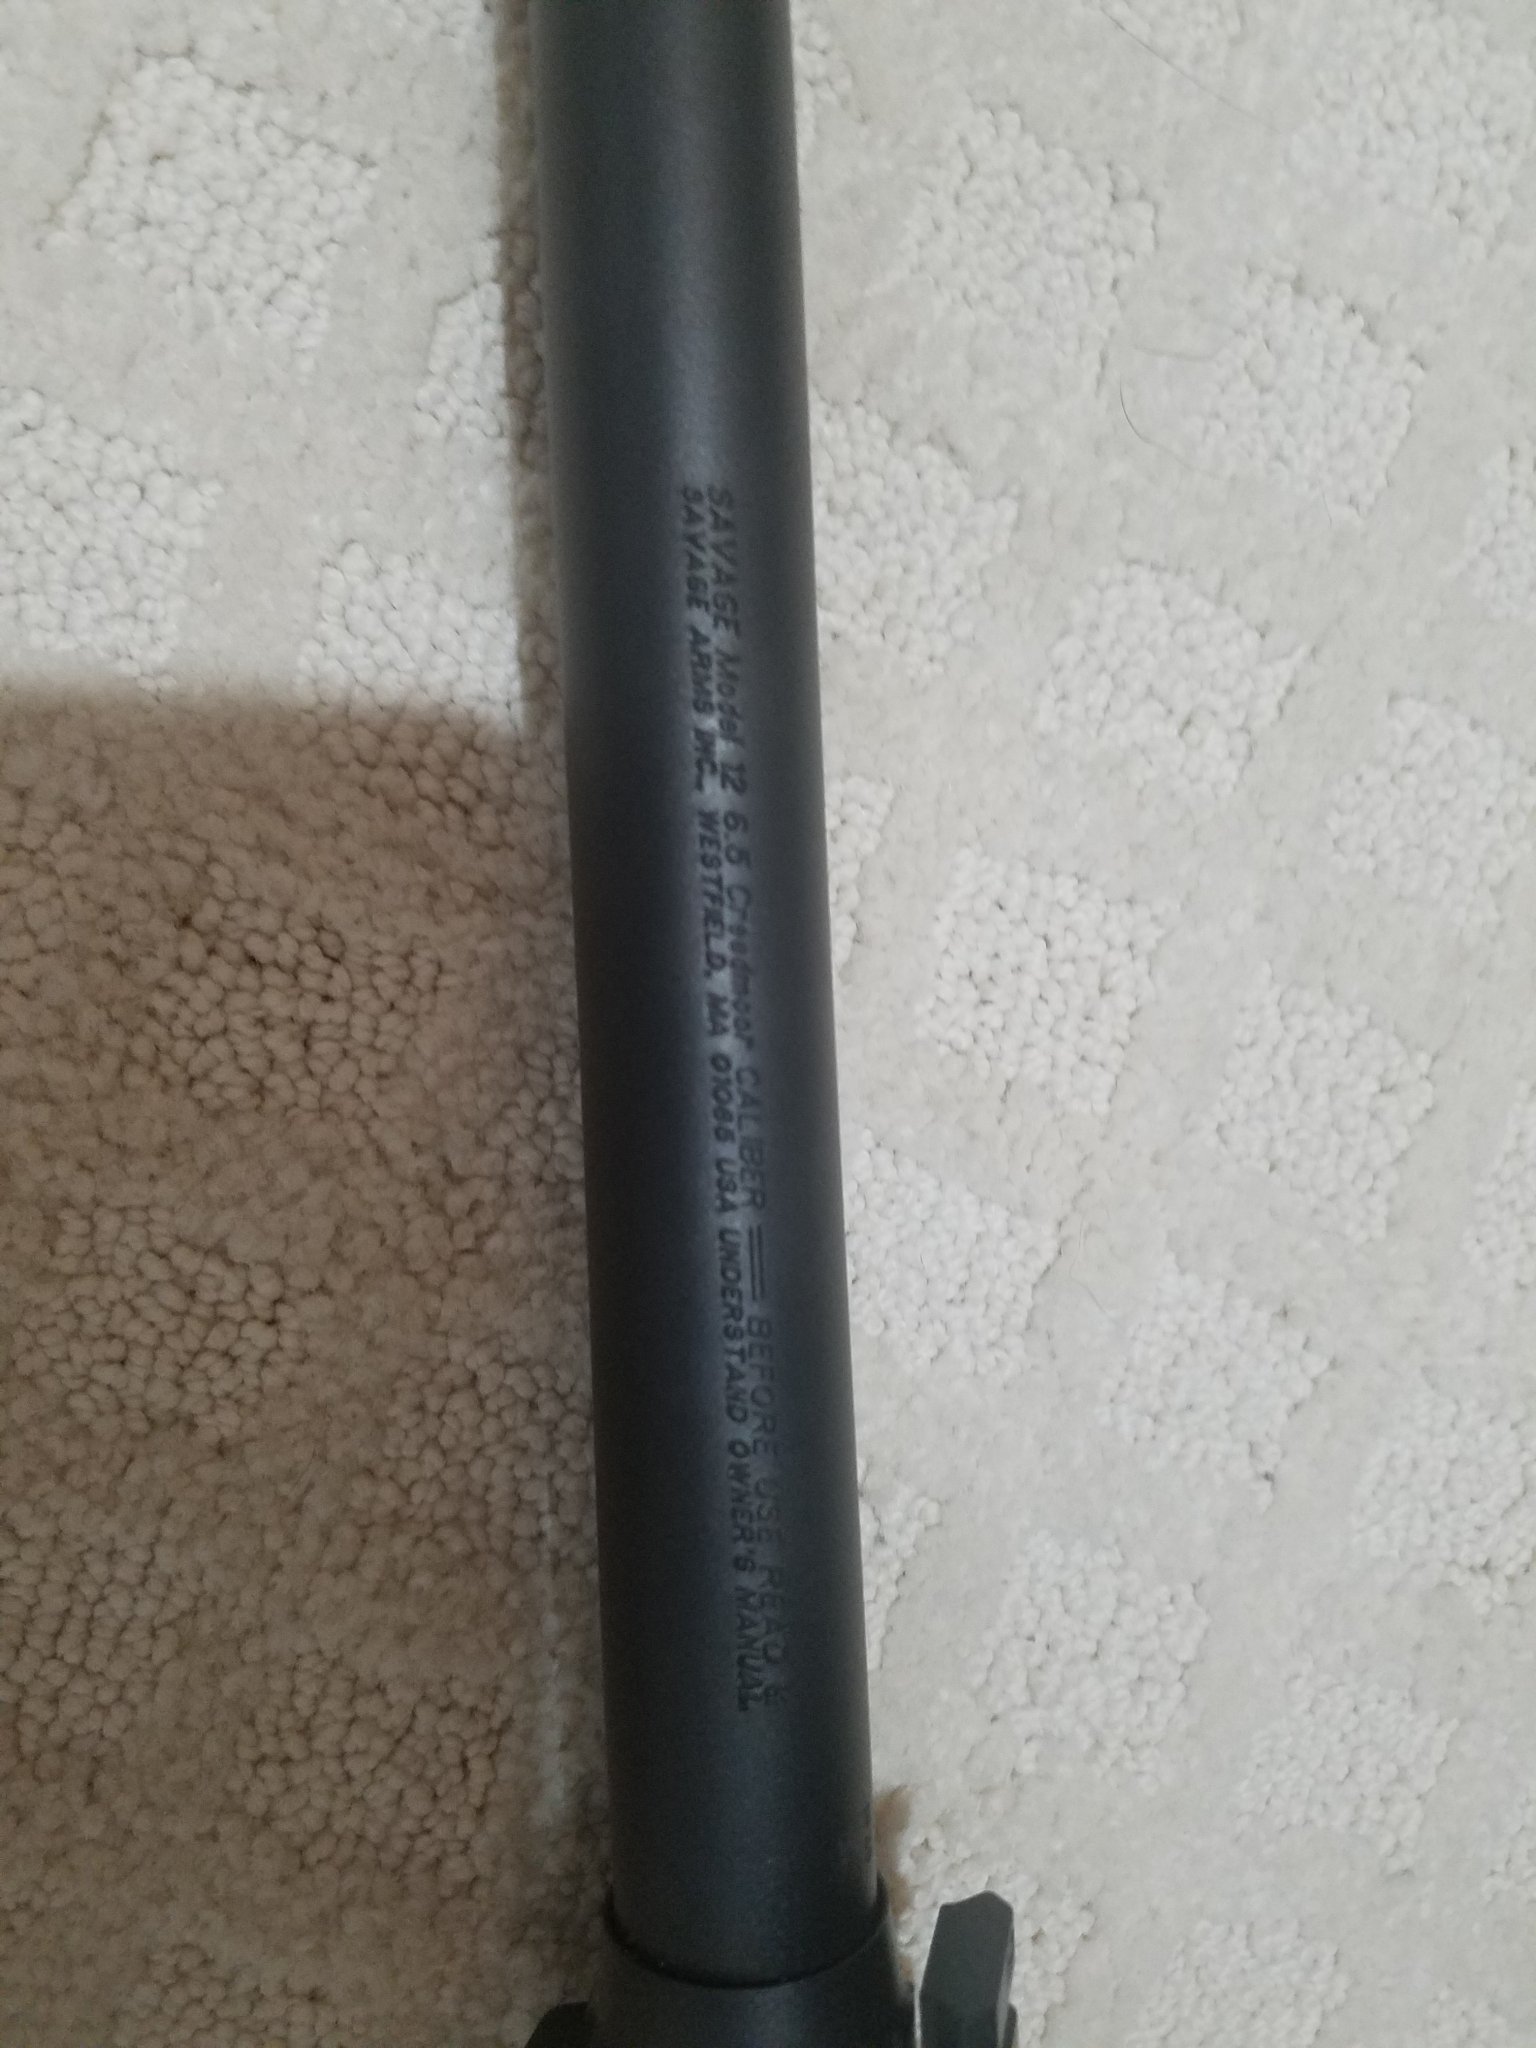 SAVAGE Model 12 6.5 Creedmoor CALIBER ═══ BEFORE USE READ &
SAVAGE ARMS INC. WESTFIELD, MA 01085 USA UNDERSTAND OWNER'S MANUAL